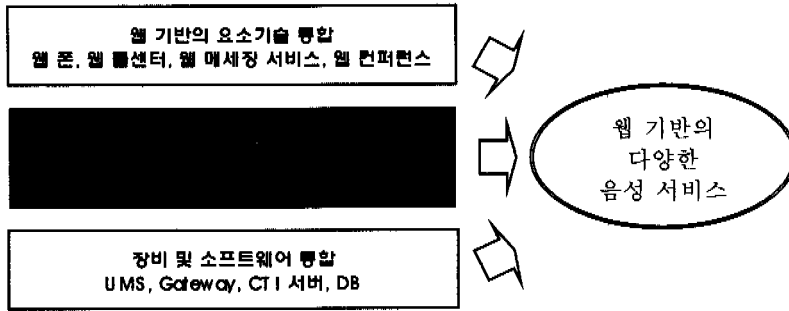 웹 기반의 요소기술 통합
웹 폰, 웹 콜센터, 웹 메세징 서비스, 웹 컨퍼런스
웹 기반의
다양한
음성 서비스
장비 및 소프트웨어 통합
UMS, Gateway, CTI 서버, DB